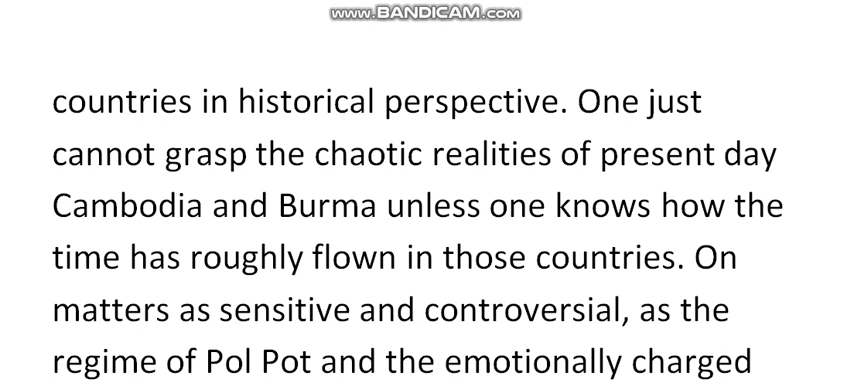 www.BANDICAM.com
countries in historical perspective. One just
cannot grasp the chaotic realities of present day
Cambodia and Burma unless one knows how the
time has roughly flown in those countries. On
matters as sensitive and controversial, as the
regime of Pol Pot and the emotionally charged